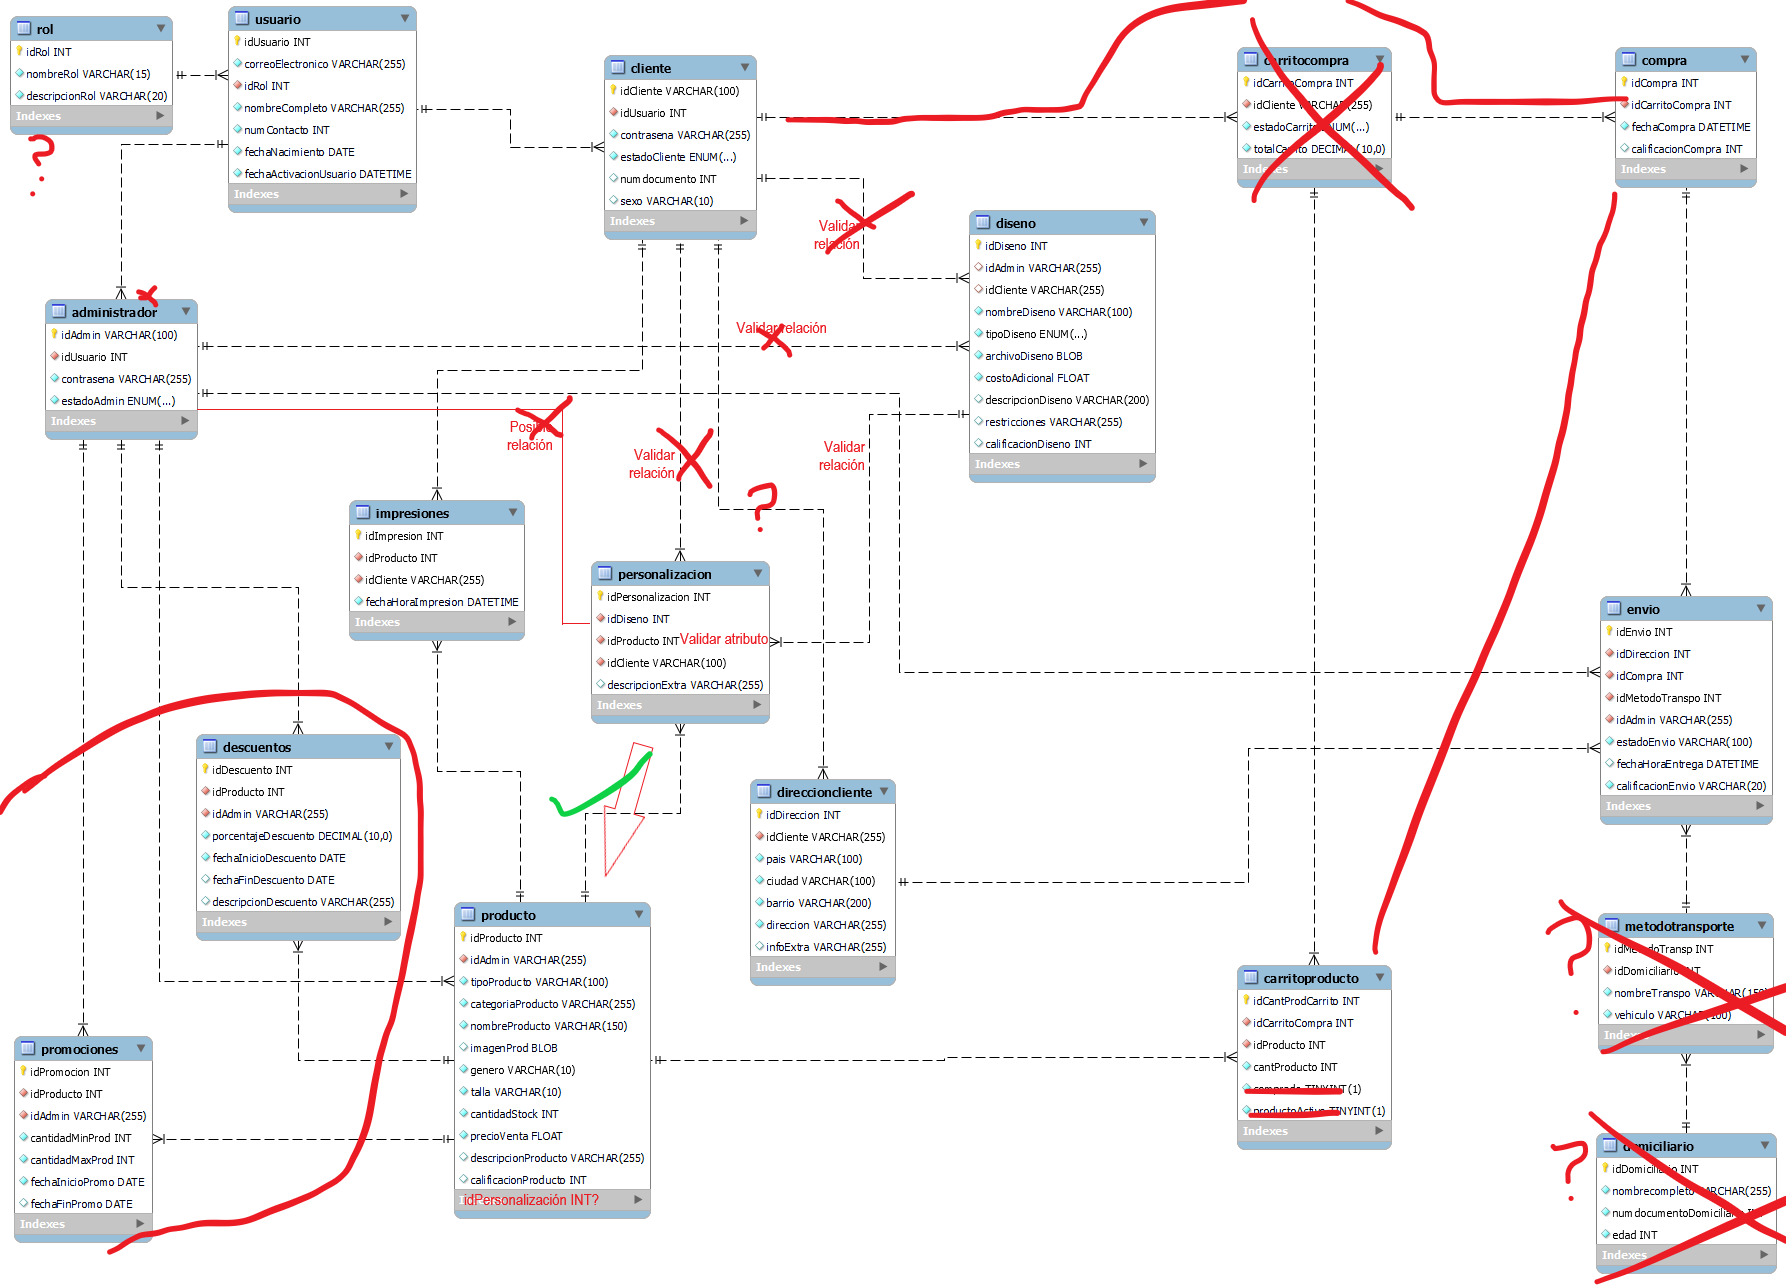 rol
idRol INT
nombreRol VARCHAR(15)
descripcionRol VARCHAR(20)
Indexes
?
usuario
idUsuario INT
correoElectronico VARCHAR(255)
idRol INT
nombreCompleto VARCHAR(255)
numContacto INT
fechaNacimiento DATE
fechaActivacionUsuario DATETIME
Indexes
cliente
idCliente VARCHAR(100)
idUsuario INT
contrasena VARCHAR(255)
estadoCliente ENUM(...)
numdocumento INT
sexo VARCHAR(10)
Indexes
carritocompra
idCarritoCompra INT
idCliente VARCHAR(255)
estadoCarrito ENUM(...)
totalCarrito DECIMAL(10,0)
Indexes
compra
idCompra INT
idCarritoCompra INT
fechaCompra DATETIME
calificacionCompra INT
Indexes
Validar
relación
diseno
idDiseno INT
idAdmin VARCHAR(255)
idCliente VARCHAR(255)
nombreDiseno VARCHAR(100)
tipoDiseno ENUM(...)
archivoDiseno BLOB
costoAdicional FLOAT
descripcionDiseno VARCHAR(200)
restricciones VARCHAR(255)
calificacionDiseno INT
Indexes
administrador
idAdmin VARCHAR(100)
idUsuario INT
contrasena VARCHAR(255)
estadoAdmin ENUM(...)
Indexes
Validar relación
Posible
relación
Validar
relación
Validar
relación
?
impresiones
idImpresion INT
idProducto INT
idCliente VARCHAR(255)
fechaHoraImpresion DATETIME
Indexes
personalizacion
idPersonalizacion INT
idDiseno INT
idProducto INT Validar atributo
idCliente VARCHAR(100)
descripcionExtra VARCHAR(255)
Indexes
envio
idEnvio INT
idDireccion INT
idCompra INT
idMetodoTranspo INT
idAdmin VARCHAR(255)
estadoEnvio VARCHAR(100)
fechaHoraEntrega DATETIME
calificacionEnvio VARCHAR(20)
Indexes
descuentos
idDescuento INT
idProducto INT
idAdmin VARCHAR(255)
porcentajeDescuento DECIMAL(10,0)
fechaInicioDescuento DATE
fechaFinDescuento DATE
descripcionDescuento VARCHAR(255)
Indexes
direccioncliente
idDireccion INT
idCliente VARCHAR(255)
pais VARCHAR(100)
ciudad VARCHAR(100)
barrio VARCHAR(200)
direccion VARCHAR(255)
infoExtra VARCHAR(255)
Indexes
producto
idProducto INT
idAdmin VARCHAR(255)
tipoProducto VARCHAR(100)
categoriaProducto VARCHAR(255)
nombreProducto VARCHAR(150)
imagenProd BLOB
genero VARCHAR(10)
talla VARCHAR(10)
cantidadStock INT
precioVenta FLOAT
descripcionProducto VARCHAR(255)
calificacionProducto INT
idPersonalización INT?
carritoproducto
idCantProdCarrito INT
idCarritoCompra INT
idProducto INT
cantProducto INT
comprado TINYINT(1)
productoActivo TINYINT(1)
Indexes
?
metodotransporte
idMetodoTransp INT
idDomiciliario INT
nombreTranspo VARCHAR(150)
vehiculo VARCHAR(100)
Indexes
promociones
idPromocion INT
idProducto INT
idAdmin VARCHAR(255)
cantidadMinProd INT
cantidadMaxProd INT
fechaInicioPromo DATE
fechaFinPromo DATE
Indexes
?
domiciliario
idDomiciliario INT
nombrecompleto VARCHAR(255)
numdocumentoDomiciliario INT
edad INT
Indexes